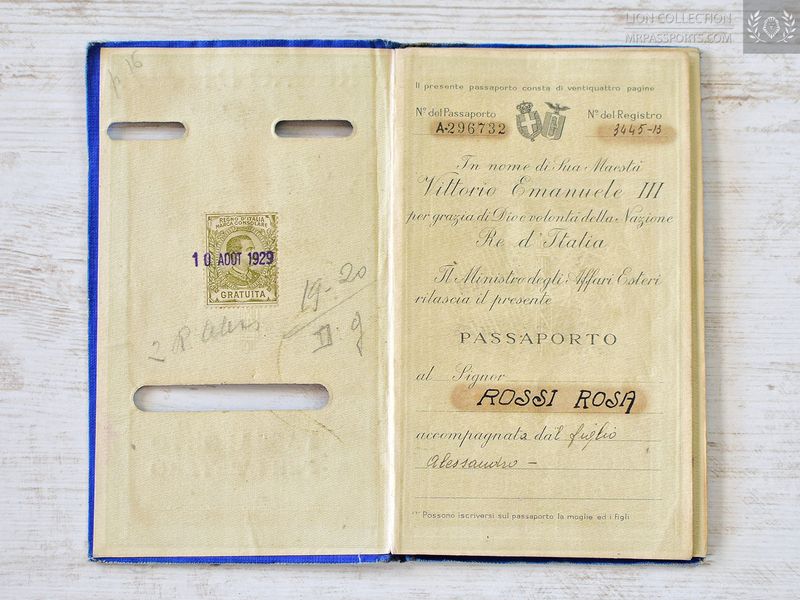 LION COLLECTION
MRPASSPORTS.COM
p. 16
REGNO D'ITALIA
MARCA CONSOLARE
10 AOUT 1929
GRATUITA
19-20
II. 9
Il presente passaporto consta di ventiquattro pagine
N° del Passaporto
A-296732
N° del Registro
3445-13
In nome di Sua Maestà
Vittorio Emanuele III
per grazia di Dio e volontà della Nazione
Re d'Italia
Il Ministro degli Affari Esteri
rilascia il presente
PASSAPORTO
al Signor
ROSSI ROSA
accompagnata dal figlio
Alessandro -
Possono iscriversi sul passaporto la moglie ed i figli